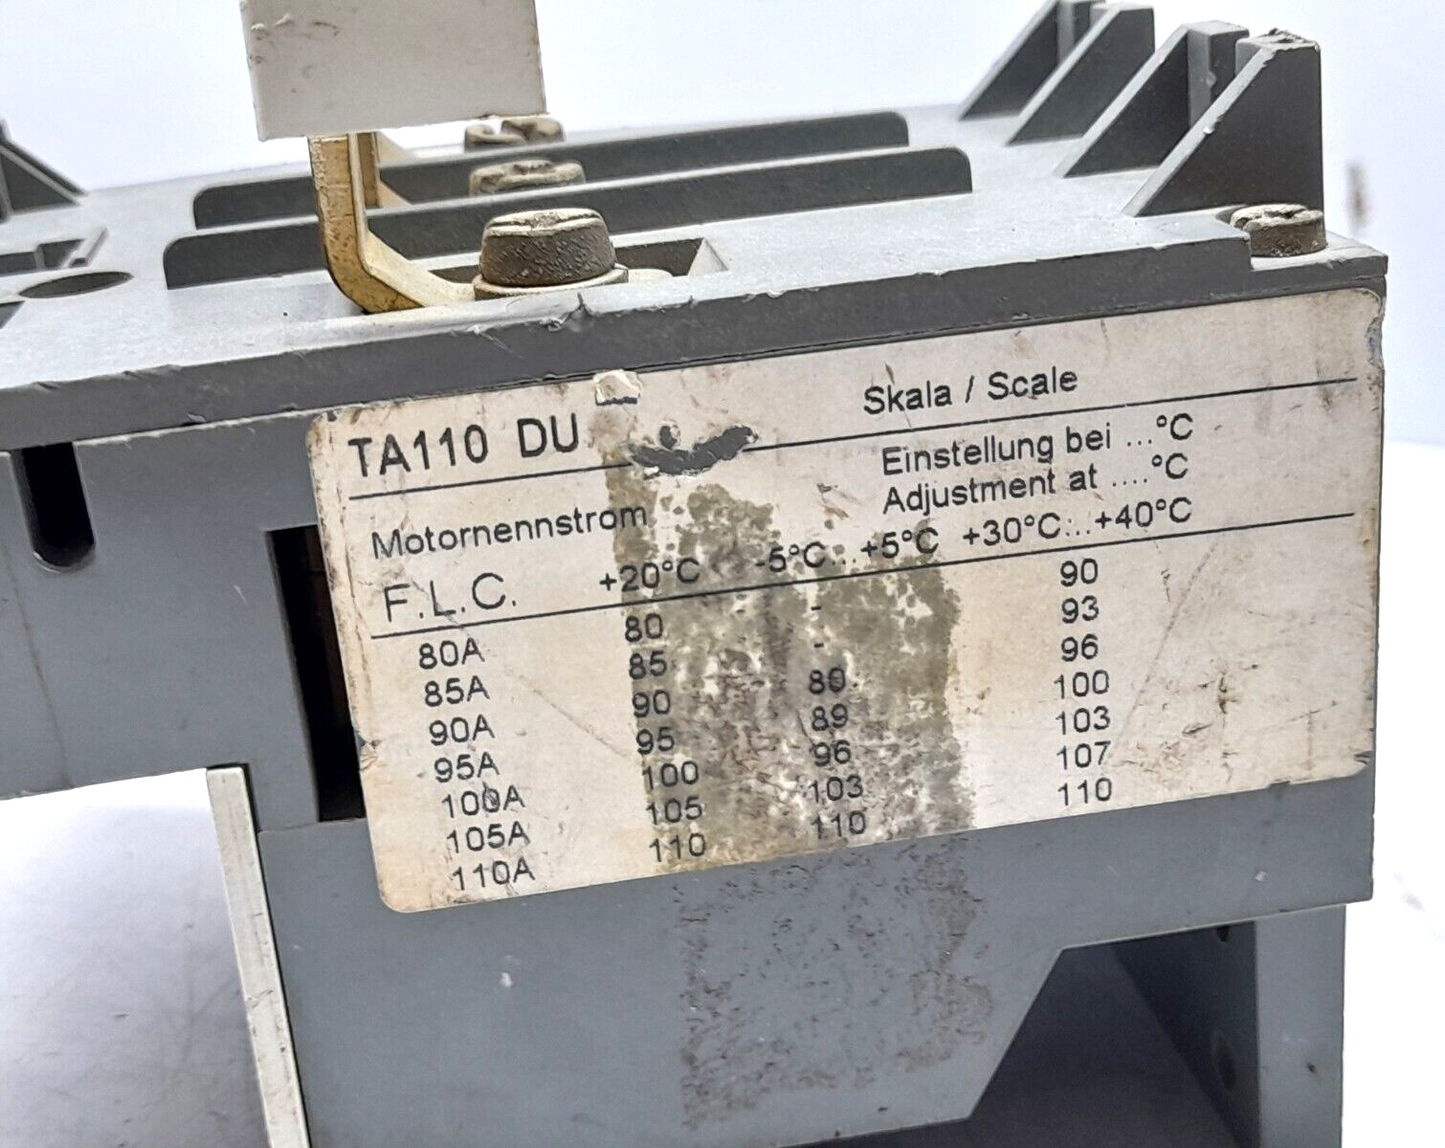 TA110 DU Skala / Scale
Einstellung bei ...°C
Motornennstrom Adjustment at ....°C
F.L.C. +20°C -5°C...+5°C +30°C...+40°C
80A 80 - 90
85A 85 - 93
90A 90 80 96
95A 95 89 100
100A 100 96 103
105A 105 103 107
110A 110 110 110